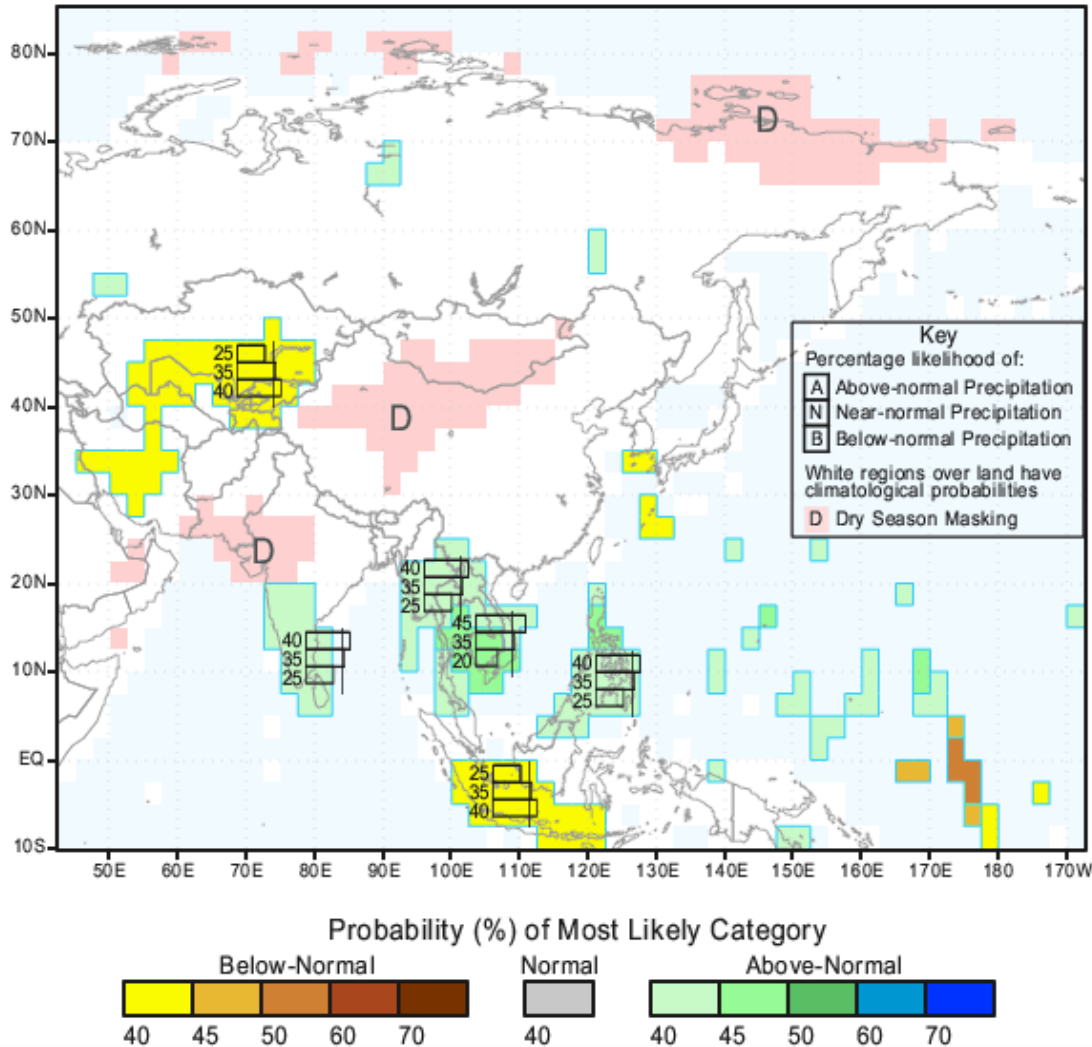 80N
D
70N
60N
50N
Key
Percentage likelihood of:
25
35
A Above-normal Precipitation
40
N Near-normal Precipitation
40N
D
B Below-normal Precipitation
White regions over land have
climatological probabilities
30N
D Dry Season Masking
D
40
20N
35
25
45
40
35
35
20
40
10N
25
35
25
EQ
25
35
40
10S
50E 60E 70E 80E 90E 100E 110E 120E 130E 140E 150E 160E 170E 180 170W
Probability (%) of Most Likely Category
Below-Normal Normal Above-Normal
40 45 50 60 70 40 40 45 50 60 70